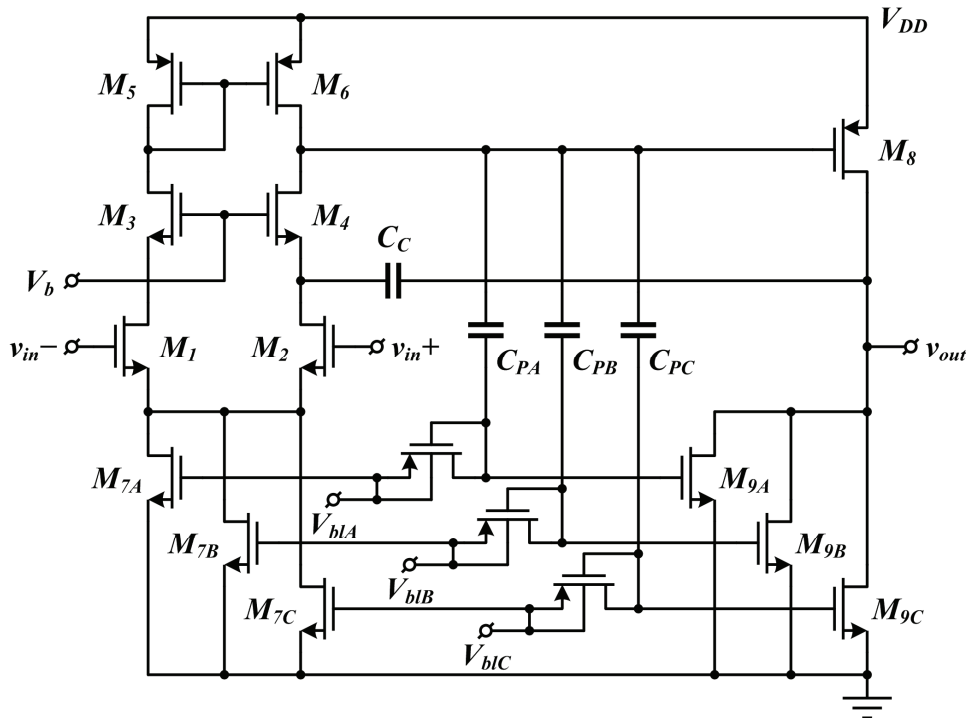 V_DD
M_5
M_6
M_8
M_3
M_4
C_C
V_b
v_in−
M_1
M_2
v_in+
C_PA
C_PB
C_PC
v_out
M_7A
V_blA
M_9A
M_7B
V_blB
M_9B
M_7C
V_blC
M_9C